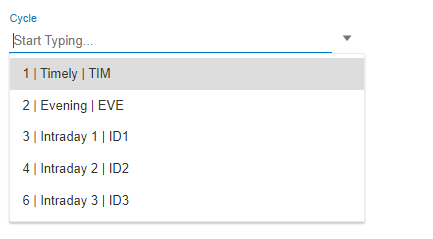 Cycle
Start Typing...
1 | Timely | TIM
2 | Evening | EVE
3 | Intraday 1 | ID1
4 | Intraday 2 | ID2
6 | Intraday 3 | ID3